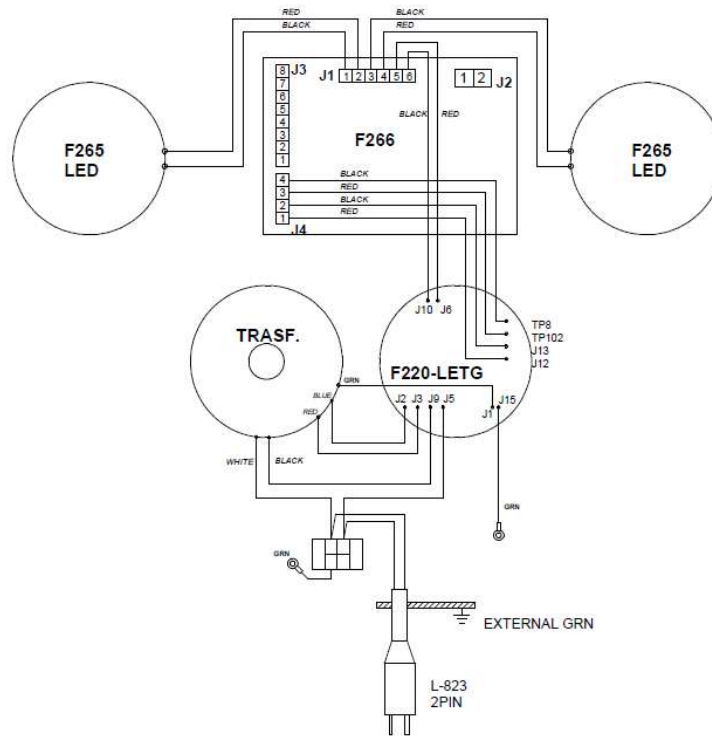 RED
BLACK
BLACK
RED
8
7
6
5
4
3
2
1
J3
J1
1 2 3 4 5 6
1 2
J2
BLACK
RED
F266
F265
LED
F265
LED
4
3
2
1
J4
BLACK
RED
BLACK
RED
J10
J6
TP8
TP102
J13
J12
TRASF.
F220-LETG
GRN
BLUE
RED
J2
J3
J9
J5
J1
J15
WHITE
BLACK
GRN
GRN
EXTERNAL GRN
L-823
2PIN